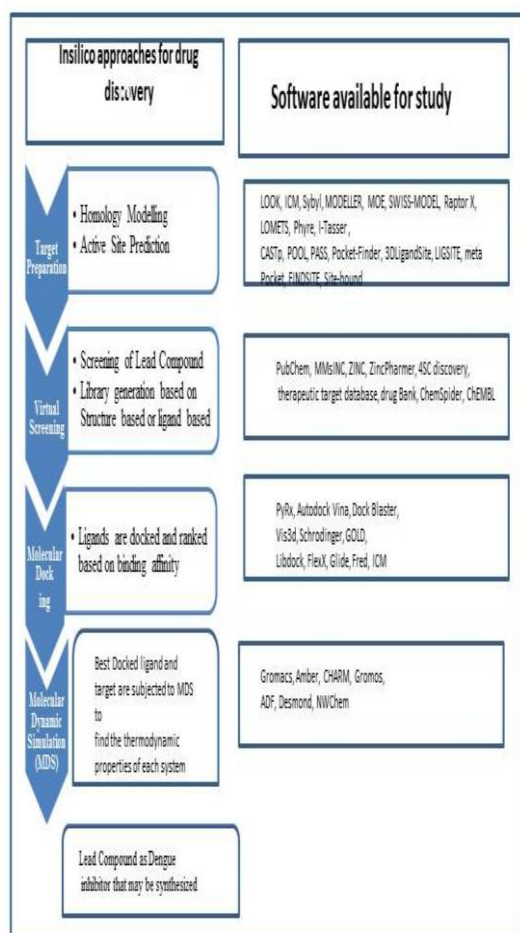 Insilico approaches for drug
discovery
Software available for study
Target
Preparation
• Homology Modelling
• Active Site Prediction
LOOK, ICM, Sybyl, MODELLER, MOE, SWISS-MODEL, Raptor X,
LOMETS, Phyre, I-Tasser,
CASTp, POOL, PASS, Pocket-Finder, 3DLigandSite, LIGSITE, meta
Pocket, FINDSITE, Site-hound
Virtual
Screening
• Screening of Lead Compound
• Library generation based on
Structure based or ligand based
PubChem, MMsINC, ZINC, ZincPharmer, 4SC discovery,
therapeutic target database, drug Bank, ChemSpider, ChEMBL
Molecular
Dock
ing
• Ligands are docked and ranked
based on binding affinity
PyRx, Autodock Vina, Dock Blaster,
Vis3d, Schrodinger, GOLD,
Libdock, FlexX, Glide, Fred, ICM
Molecular
Dynamic
Simulation
(MDS)
Best Docked ligand and
target are subjected to MDS
to
find the thermodynamic
properties of each system
Gromacs, Amber, CHARM, Gromos,
ADF, Desmond, NWChem
Lead Compound as Dengue
inhibitor that may be synthesized